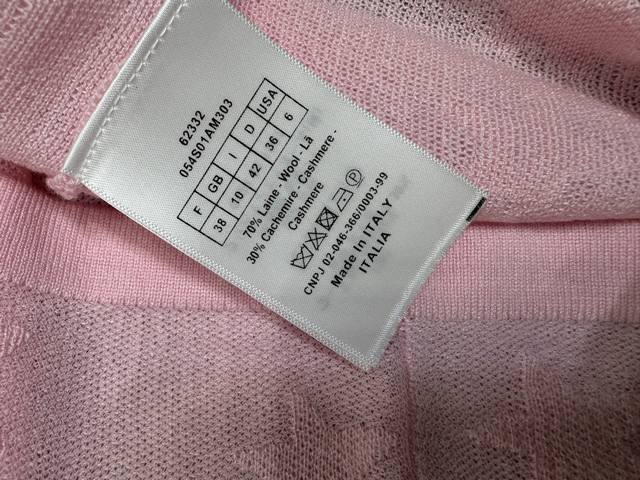 62332
054S01AM303
F GB I D USA
38 10 42 36 6
70% Laine - Wool - Lã
30% Cachemire - Cashmere -
Cashmere
P
CNPJ 02-046-366/0003-99
Made In ITALY
ITALIA